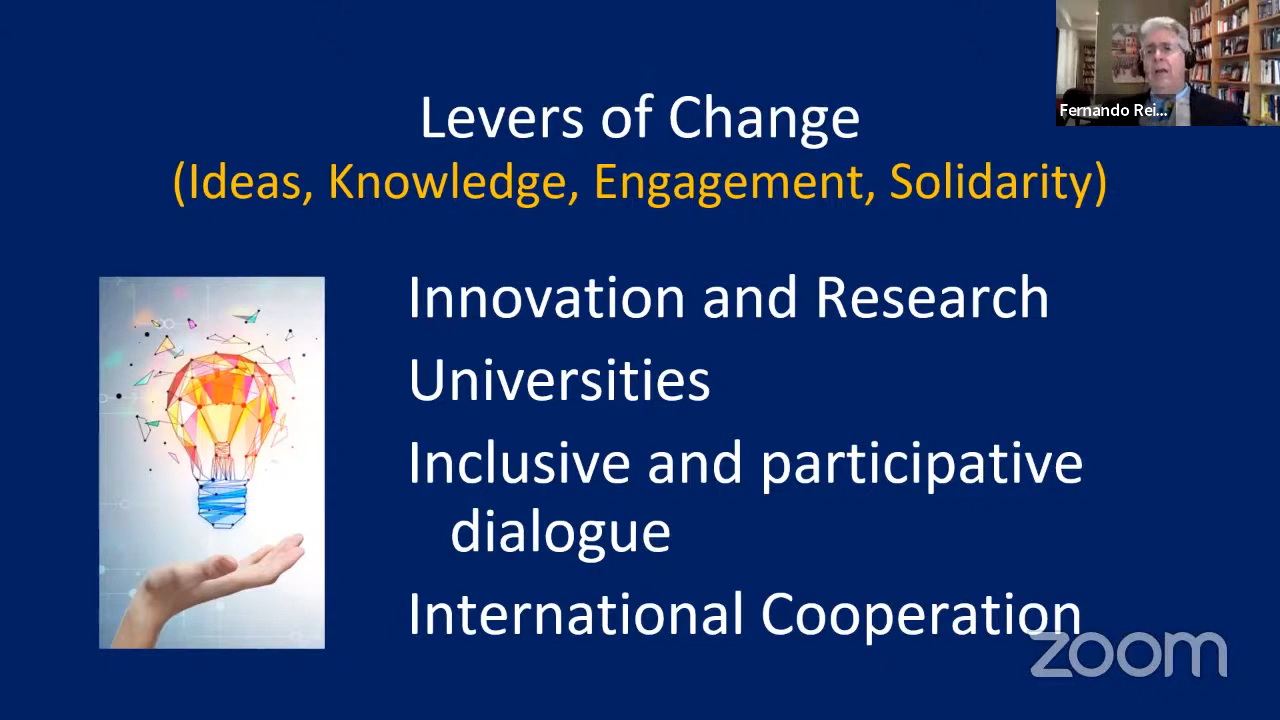 Fernando Rei...
Levers of Change
(Ideas, Knowledge, Engagement, Solidarity)
Innovation and Research
Universities
Inclusive and participative
dialogue
International Cooperation
zoom